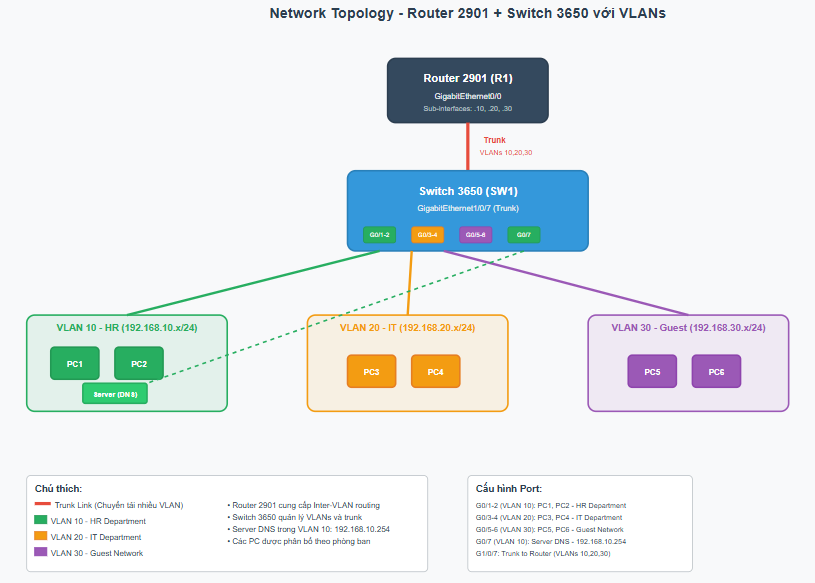 Network Topology - Router 2901 + Switch 3650 với VLANs
Router 2901 (R1)
GigabitEthernet0/0
Sub-interfaces: .10, .20, .30
Trunk
VLANs 10,20,30
Switch 3650 (SW1)
GigabitEthernet1/0/7 (Trunk)
G0/1-2
G0/3-4
G0/5-6
G0/7
VLAN 10 - HR (192.168.10.x/24)
PC1
PC2
Server (DNS)
VLAN 20 - IT (192.168.20.x/24)
PC3
PC4
VLAN 30 - Guest (192.168.30.x/24)
PC5
PC6
Chú thích:
Trunk Link (Chuyển tải nhiều VLAN)
VLAN 10 - HR Department
VLAN 20 - IT Department
VLAN 30 - Guest Network
• Router 2901 cung cấp Inter-VLAN routing
• Switch 3650 quản lý VLANs và trunk
• Server DNS trong VLAN 10: 192.168.10.254
• Các PC được phân bổ theo phòng ban
Cấu hình Port:
G0/1-2 (VLAN 10): PC1, PC2 - HR Department
G0/3-4 (VLAN 20): PC3, PC4 - IT Department
G0/5-6 (VLAN 30): PC5, PC6 - Guest Network
G0/7 (VLAN 10): Server DNS - 192.168.10.254
G1/0/7: Trunk to Router (VLANs 10,20,30)